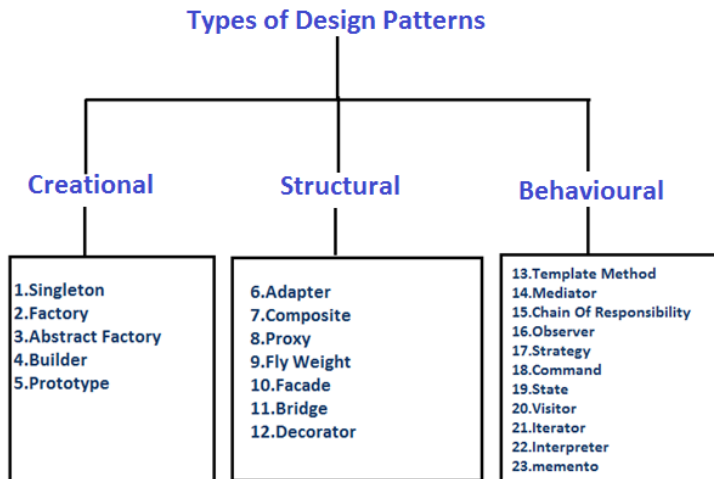 Types of Design Patterns
Creational
Structural
Behavioural
1.Singleton
2.Factory
3.Abstract Factory
4.Builder
5.Prototype
6.Adapter
7.Composite
8.Proxy
9.Fly Weight
10.Facade
11.Bridge
12.Decorator
13.Template Method
14.Mediator
15.Chain Of Responsibility
16.Observer
17.Strategy
18.Command
19.State
20.Visitor
21.Iterator
22.Interpreter
23.memento